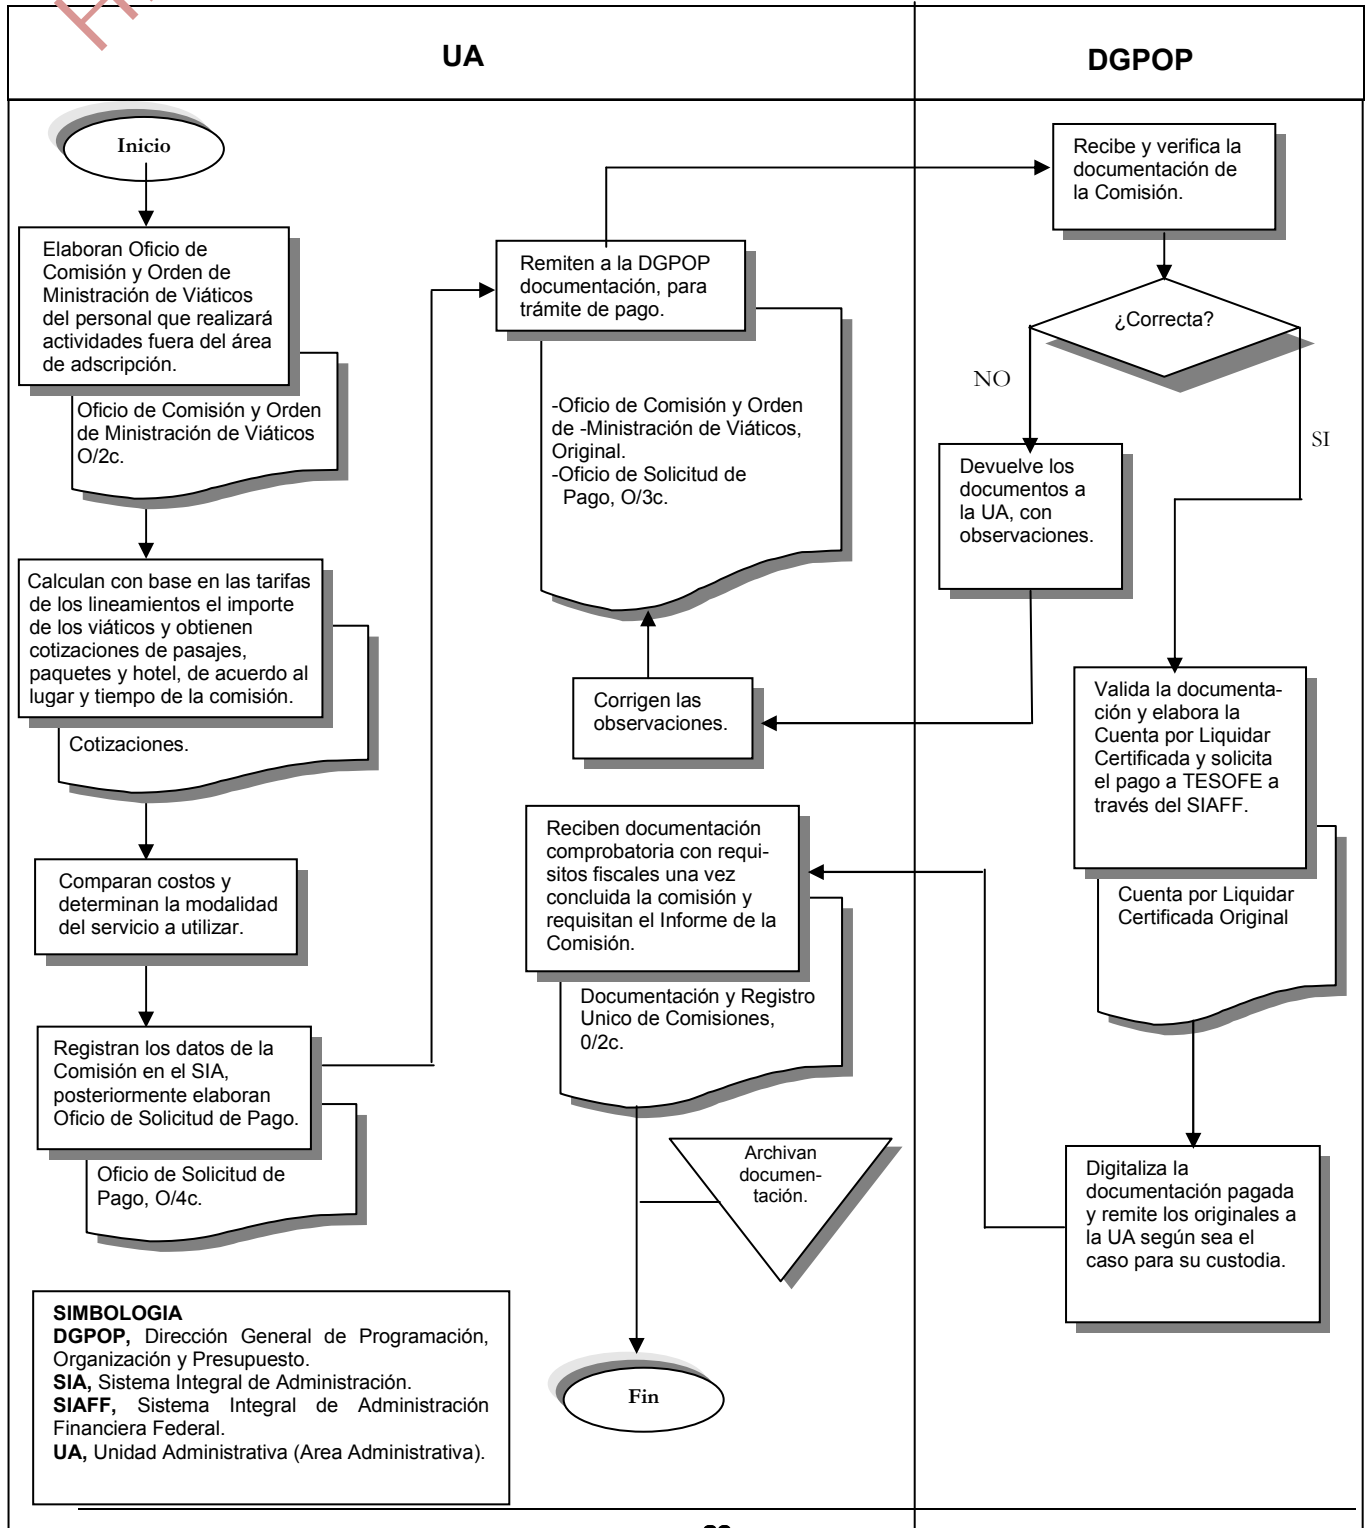 UA
DGPOP
Inicio
Elaboran Oficio de
Comisión y Orden de
Ministración de Viáticos
del personal que realizará
actividades fuera del área
de adscripción.
Oficio de Comisión y Orden
de Ministración de Viáticos
O/2c.
Calculan con base en las tarifas
de los lineamientos el importe
de los viáticos y obtienen
cotizaciones de pasajes,
paquetes y hotel, de acuerdo al
lugar y tiempo de la comisión.
Cotizaciones.
Comparan costos y
determinan la modalidad
del servicio a utilizar.
Registran los datos de la
Comisión en el SIA,
posteriormente elaboran
Oficio de Solicitud de Pago.
Oficio de Solicitud de
Pago, O/4c.
Remiten a la DGPOP
documentación, para
trámite de pago.
-Oficio de Comisión y Orden
de -Ministración de Viáticos,
Original.
-Oficio de Solicitud de
Pago, O/3c.
Recibe y verifica la
documentación de
la Comisión.
¿Correcta?
NO
SI
Devuelve los
documentos a
la UA, con
observaciones.
Corrigen las
observaciones.
Valida la documenta-
ción y elabora la
Cuenta por Liquidar
Certificada y solicita
el pago a TESOFE a
través del SIAFF.
Cuenta por Liquidar
Certificada Original
Digitaliza la
documentación pagada
y remite los originales a
la UA según sea el
caso para su custodia.
Reciben documentación
comprobatoria con requi-
sitos fiscales una vez
concluida la comisión y
requisitan el Informe de la
Comisión.
Documentación y Registro
Unico de Comisiones,
0/2c.
Archivan
documen-
tación.
Fin
SIMBOLOGIA
DGPOP, Dirección General de Programación,
Organización y Presupuesto.
SIA, Sistema Integral de Administración.
SIAFF, Sistema Integral de Administración
Financiera Federal.
UA, Unidad Administrativa (Area Administrativa).